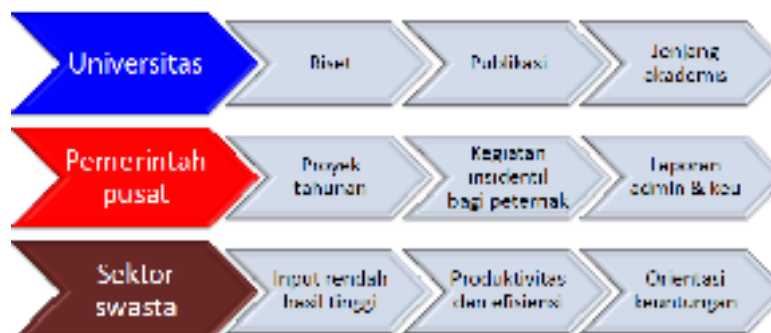 Universitas
Riset
Publikasi
Jenjang
akademis
Pemerintah
pusat
Proyek
tahunan
Kegiatan
insidentil
bagi peternak
Laporan
admin & keu
Sektor
swasta
Input rendah
hasil tinggi
Produktivitas
dan efisiensi
Orientasi
keuntungan